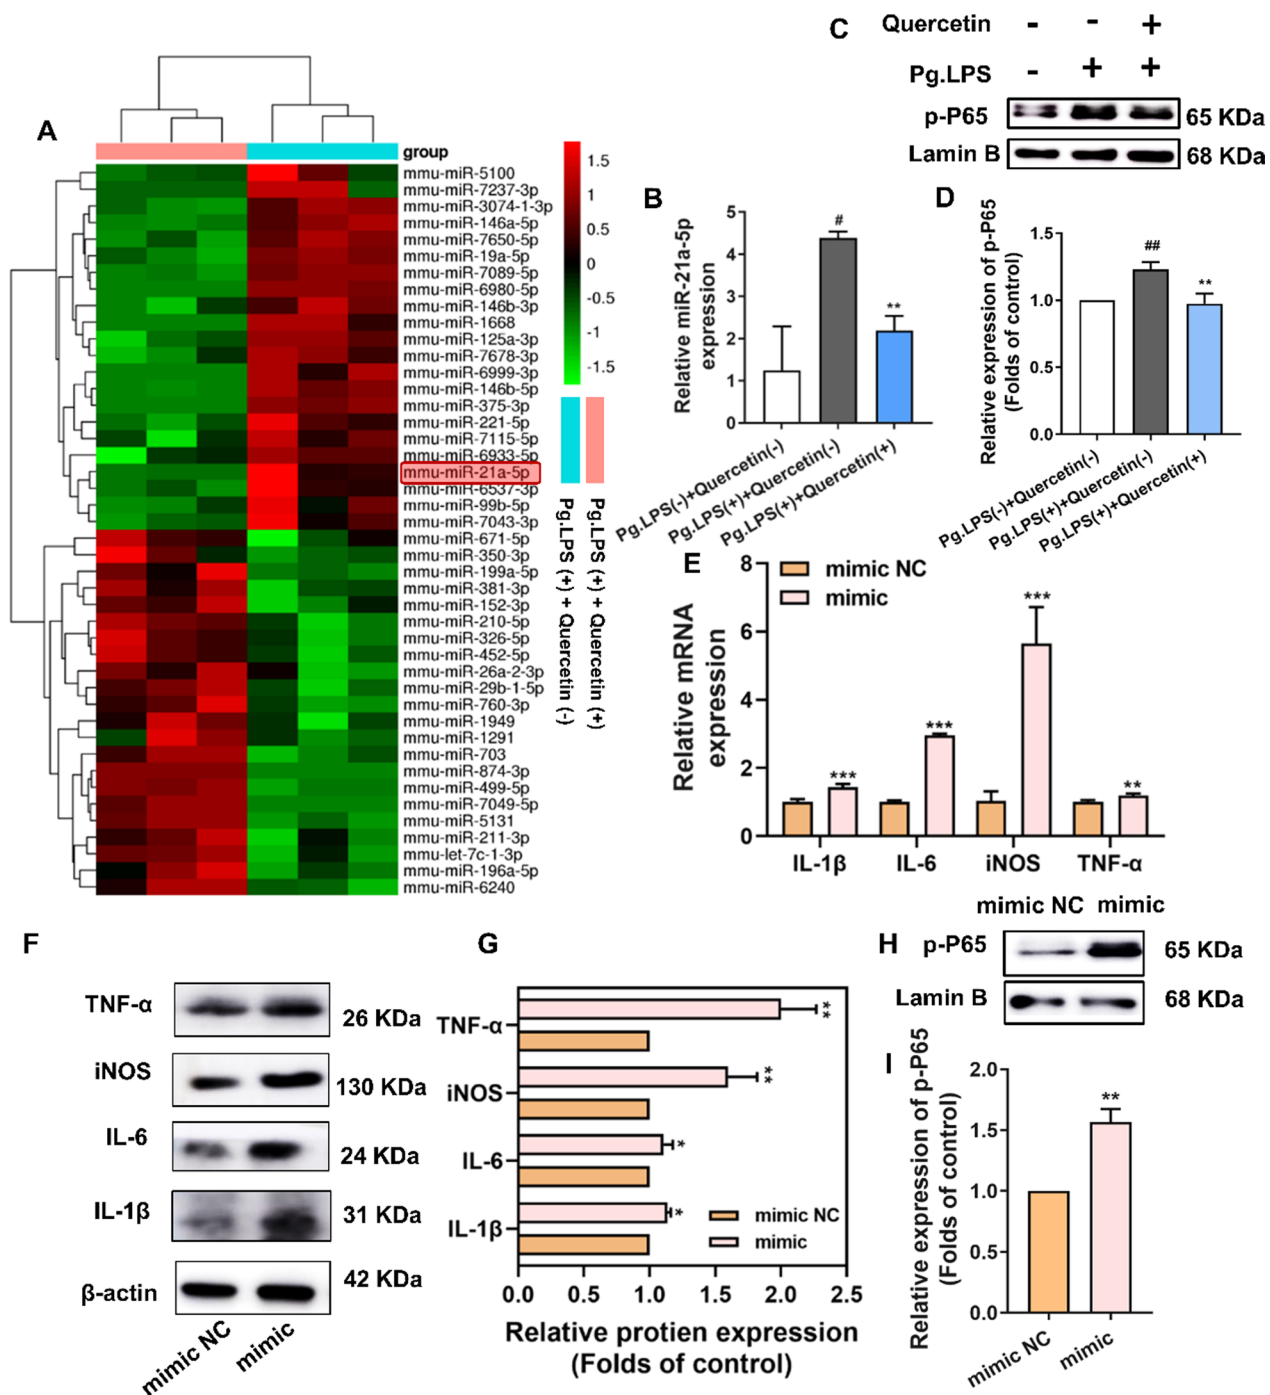 A
group
mmu-miR-5100
mmu-miR-7237-3p
mmu-miR-3074-1-3p
mmu-miR-146a-5p
mmu-miR-7650-5p
mmu-miR-19a-5p
mmu-miR-7089-5p
mmu-miR-6980-5p
mmu-miR-146b-3p
mmu-miR-1668
mmu-miR-125a-3p
mmu-miR-7678-3p
mmu-miR-6999-3p
mmu-miR-146b-5p
mmu-miR-375-3p
mmu-miR-221-5p
mmu-miR-7115-5p
mmu-miR-6933-5p
mmu-miR-21a-5p
mmu-miR-6537-3p
mmu-miR-99b-5p
mmu-miR-7043-3p
mmu-miR-671-5p
mmu-miR-350-3p
mmu-miR-199a-5p
mmu-miR-381-3p
mmu-miR-152-3p
mmu-miR-210-5p
mmu-miR-326-5p
mmu-miR-452-5p
mmu-miR-26a-2-3p
mmu-miR-29b-1-5p
mmu-miR-760-3p
mmu-miR-1949
mmu-miR-1291
mmu-miR-703
mmu-miR-874-3p
mmu-miR-499-5p
mmu-miR-7049-5p
mmu-miR-5131
mmu-miR-211-3p
mmu-let-7c-1-3p
mmu-miR-196a-5p
mmu-miR-6240
1.5
1
0.5
0
-0.5
-1
-1.5
Pg.LPS (+) + Quercetin (-)
Pg.LPS (+) + Quercetin (+)
B
Relative miR-21a-5p
expression
5
4
3
2
1
0
#
**
Pg.LPS(-)+Quercetin(-)
Pg.LPS(+)+Quercetin(-)
Pg.LPS(+)+Quercetin(+)
C
Quercetin - - +
Pg.LPS - + +
p-P65 65 KDa
Lamin B 68 KDa
D
Relative expression of p-P65
(Folds of control)
1.5
1.0
0.5
0.0
##
**
Pg.LPS(-)+Quercetin(-)
Pg.LPS(+)+Quercetin(-)
Pg.LPS(+)+Quercetin(+)
E
Relative mRNA
expression
8
6
4
2
0
mimic NC
mimic
***
***
***
**
IL-1β IL-6 iNOS TNF-α
F
TNF-α 26 KDa
iNOS 130 KDa
IL-6 24 KDa
IL-1β 31 KDa
β-actin 42 KDa
mimic NC mimic
G
TNF-α
iNOS
IL-6
IL-1β
**
**
*
*
mimic NC
mimic
0.0 0.5 1.0 1.5 2.0 2.5
Relative protien expression
(Folds of control)
H
mimic NC mimic
p-P65 65 KDa
Lamin B 68 KDa
I
Relative expression of p-P65
(Folds of control)
2.0
1.5
1.0
0.5
0.0
**
mimic NC mimic